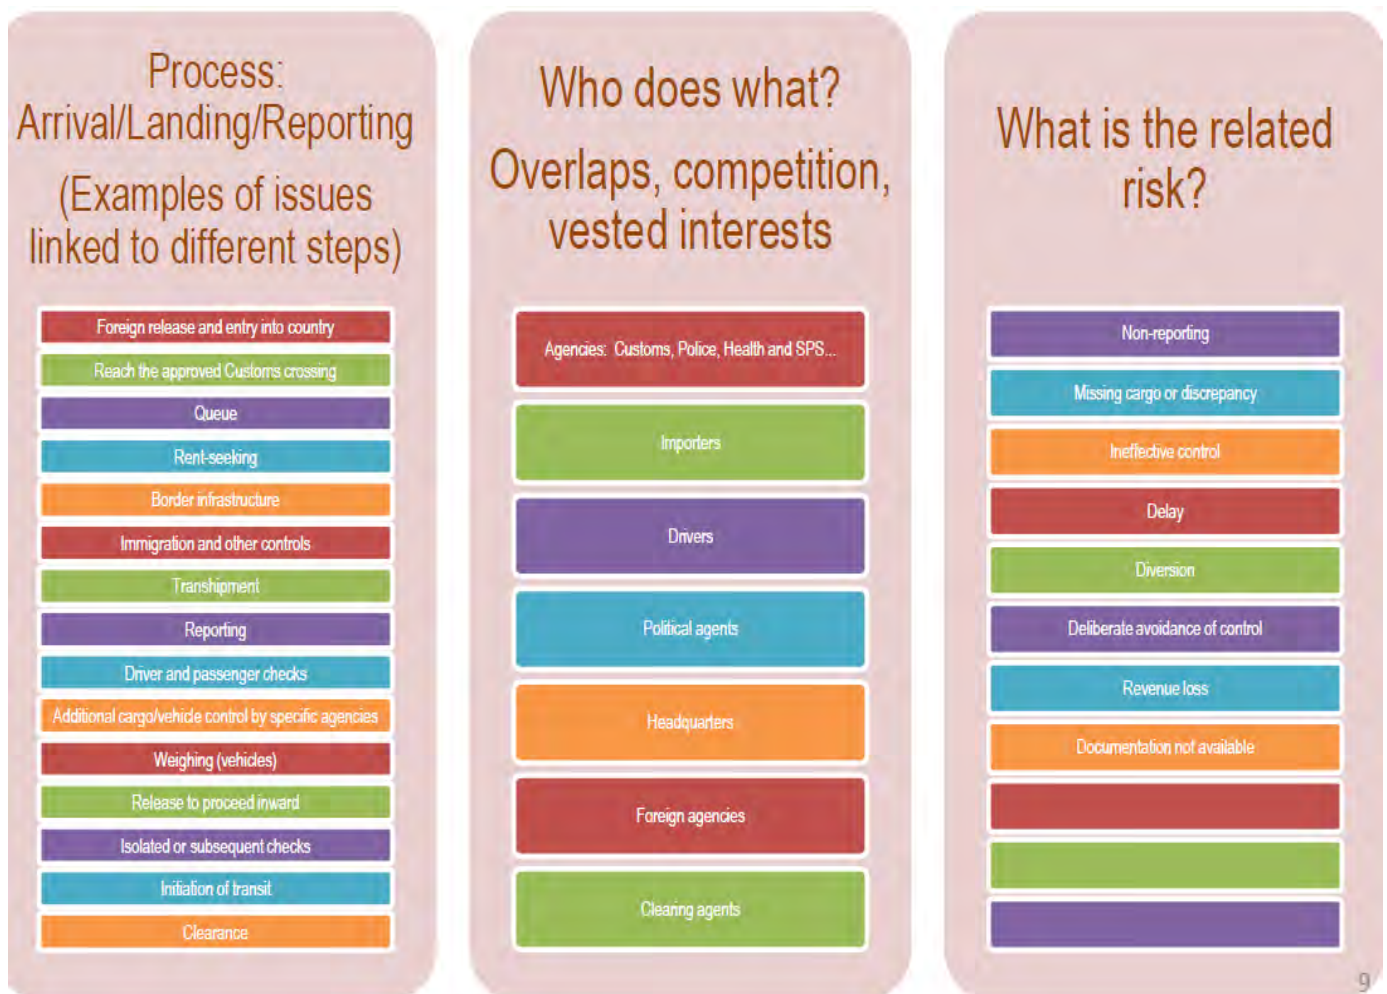 Process:
Arrival/Landing/Reporting
(Examples of issues
linked to different steps)
Foreign release and entry into country
Reach the approved Customs crossing
Queue
Rent-seeking
Border infrastructure
Immigration and other controls
Transhipment
Reporting
Driver and passenger checks
Additional cargo/vehicle control by specific agencies
Weighing (vehicles)
Release to proceed inward
Isolated or subsequent checks
Initiation of transit
Clearance
Who does what?
Overlaps, competition,
vested interests
Agencies: Customs, Police, Health and SPS...
Importers
Drivers
Political agents
Headquarters
Foreign agencies
Clearing agents
What is the related
risk?
Non-reporting
Missing cargo or discrepancy
Ineffective control
Delay
Diversion
Deliberate avoidance of control
Revenue loss
Documentation not available
9